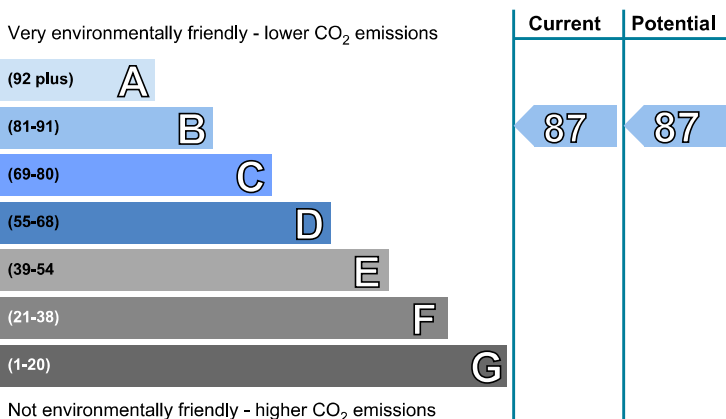 Very environmentally friendly - lower CO₂ emissions
Current
Potential
(92 plus) A
(81-91) B
87
87
(69-80) C
(55-68) D
(39-54 E
(21-38) F
(1-20) G
Not environmentally friendly - higher CO₂ emissions